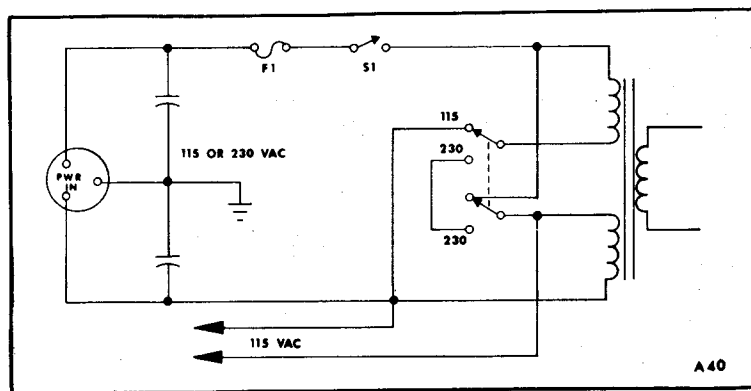 F1
S1
115
115 OR 230 VAC
230
PWR
IN
230
115 VAC
A40